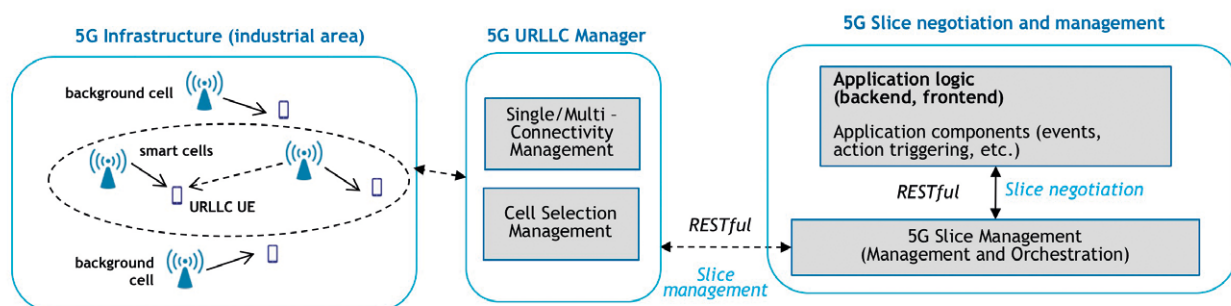 5G Infrastructure (industrial area)
background cell
smart cells
URLLC UE
background
cell
5G URLLC Manager
Single/Multi –
Connectivity
Management
Cell Selection
Management
RESTful
Slice
management
5G Slice negotiation and management
Application logic
(backend, frontend)
Application components (events,
action triggering, etc.)
RESTful
Slice negotiation
5G Slice Management
(Management and Orchestration)